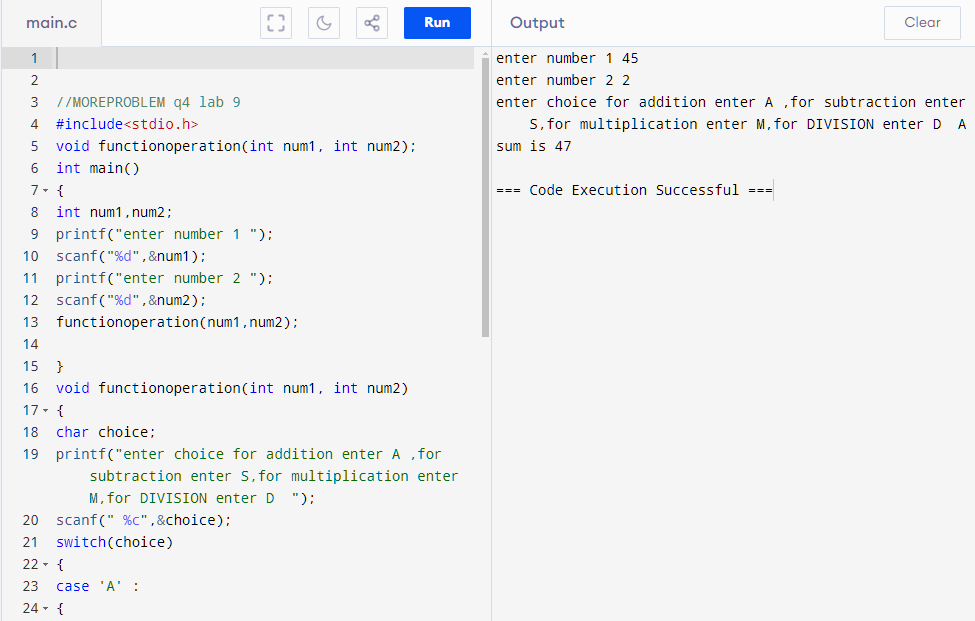 main.c
Run
Output
Clear
1
2
3 //MOREPROBLEM q4 lab 9
4 #include<stdio.h>
5 void functionoperation(int num1, int num2);
6 int main()
7 {
8 int num1,num2;
9 printf("enter number 1 ");
10 scanf("%d",&num1);
11 printf("enter number 2 ");
12 scanf("%d",&num2);
13 functionoperation(num1,num2);
14
15 }
16 void functionoperation(int num1, int num2)
17 {
18 char choice;
19 printf("enter choice for addition enter A ,for
subtraction enter S,for multiplication enter
M,for DIVISION enter D  ");
20 scanf(" %c",&choice);
21 switch(choice)
22 {
23 case 'A' :
24 {
enter number 1 45
enter number 2 2
enter choice for addition enter A ,for subtraction enter
S,for multiplication enter M,for DIVISION enter D  A
sum is 47
=== Code Execution Successful ===